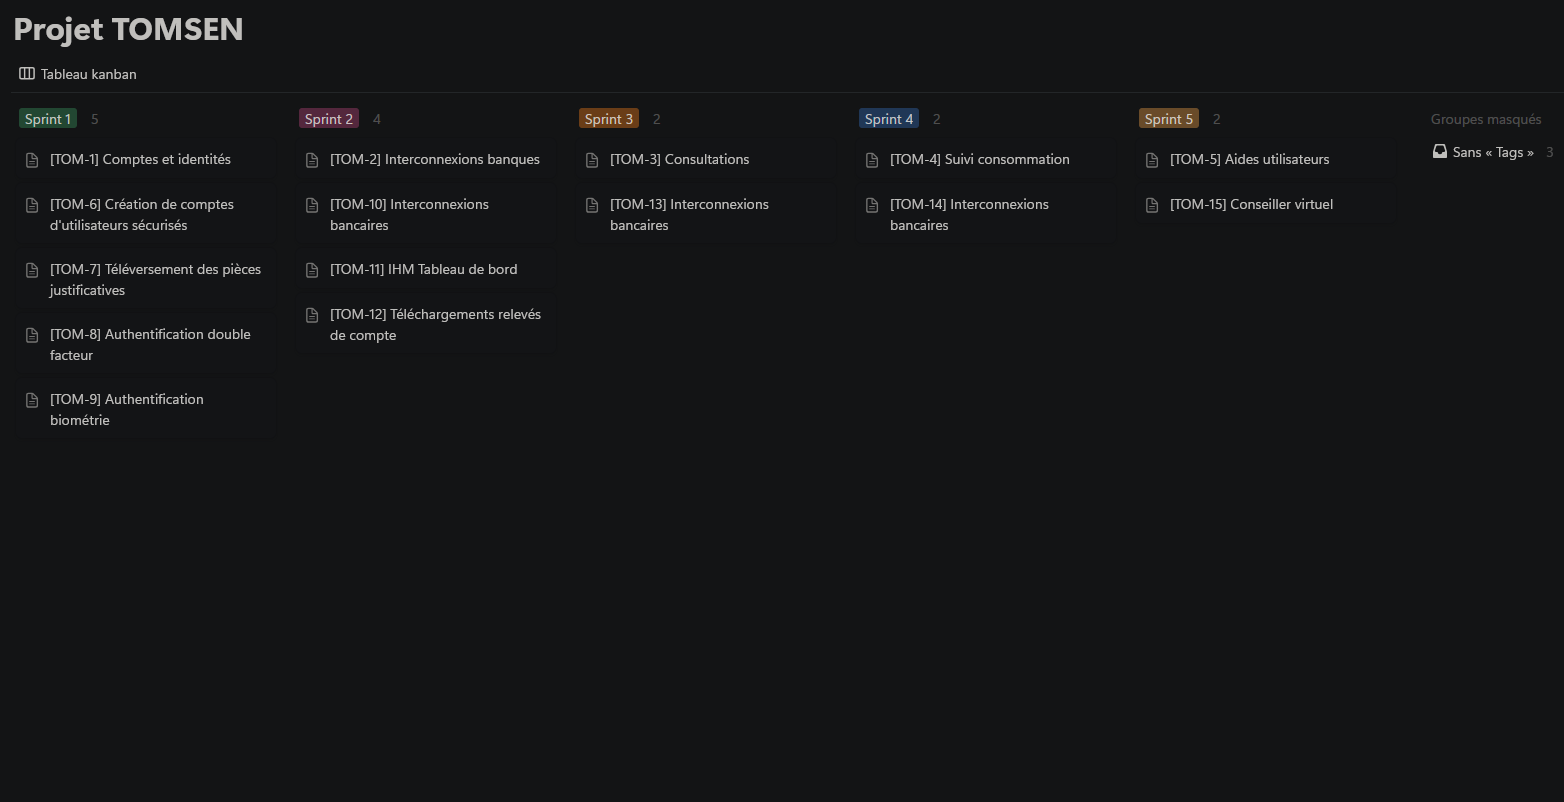 Projet TOMSEN
Tableau kanban
Sprint 1 5
[TOM-1] Comptes et identités
[TOM-6] Création de comptes
d'utilisateurs sécurisés
[TOM-7] Téléversement des pièces
justificatives
[TOM-8] Authentification double
facteur
[TOM-9] Authentification
biométrie
Sprint 2 4
[TOM-2] Interconnexions banques
[TOM-10] Interconnexions
bancaires
[TOM-11] IHM Tableau de bord
[TOM-12] Téléchargements relevés
de compte
Sprint 3 2
[TOM-3] Consultations
[TOM-13] Interconnexions
bancaires
Sprint 4 2
[TOM-4] Suivi consommation
[TOM-14] Interconnexions
bancaires
Sprint 5 2
[TOM-5] Aides utilisateurs
[TOM-15] Conseiller virtuel
Groupes masqués
Sans « Tags » 3